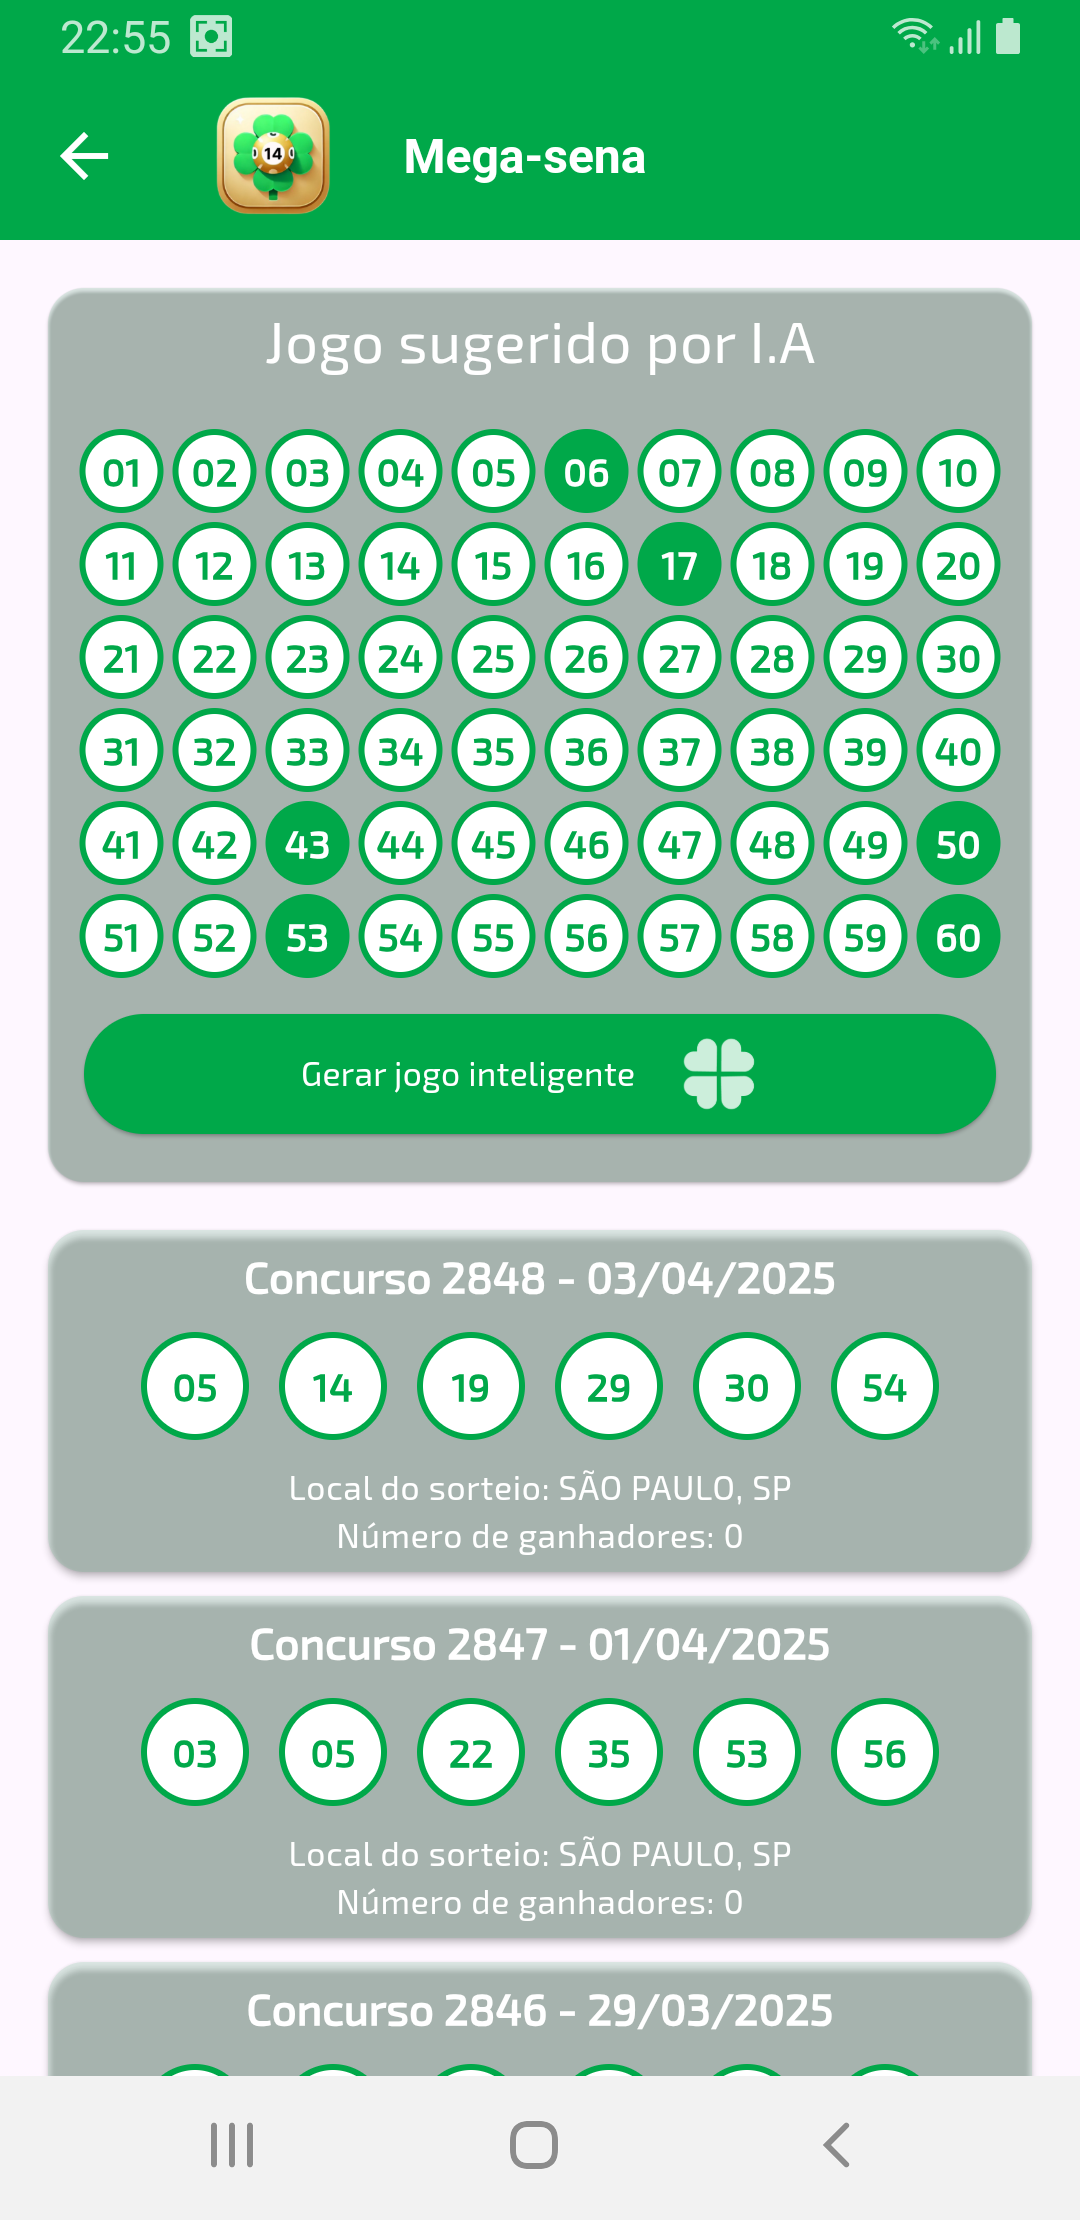 22:55
14
Mega-sena
Jogo sugerido por I.A
01 02 03 04 05 06 07 08 09 10
11 12 13 14 15 16 17 18 19 20
21 22 23 24 25 26 27 28 29 30
31 32 33 34 35 36 37 38 39 40
41 42 43 44 45 46 47 48 49 50
51 52 53 54 55 56 57 58 59 60
Gerar jogo inteligente
Concurso 2848 - 03/04/2025
05 14 19 29 30 54
Local do sorteio: SÃO PAULO, SP
Número de ganhadores: 0
Concurso 2847 - 01/04/2025
03 05 22 35 53 56
Local do sorteio: SÃO PAULO, SP
Número de ganhadores: 0
Concurso 2846 - 29/03/2025